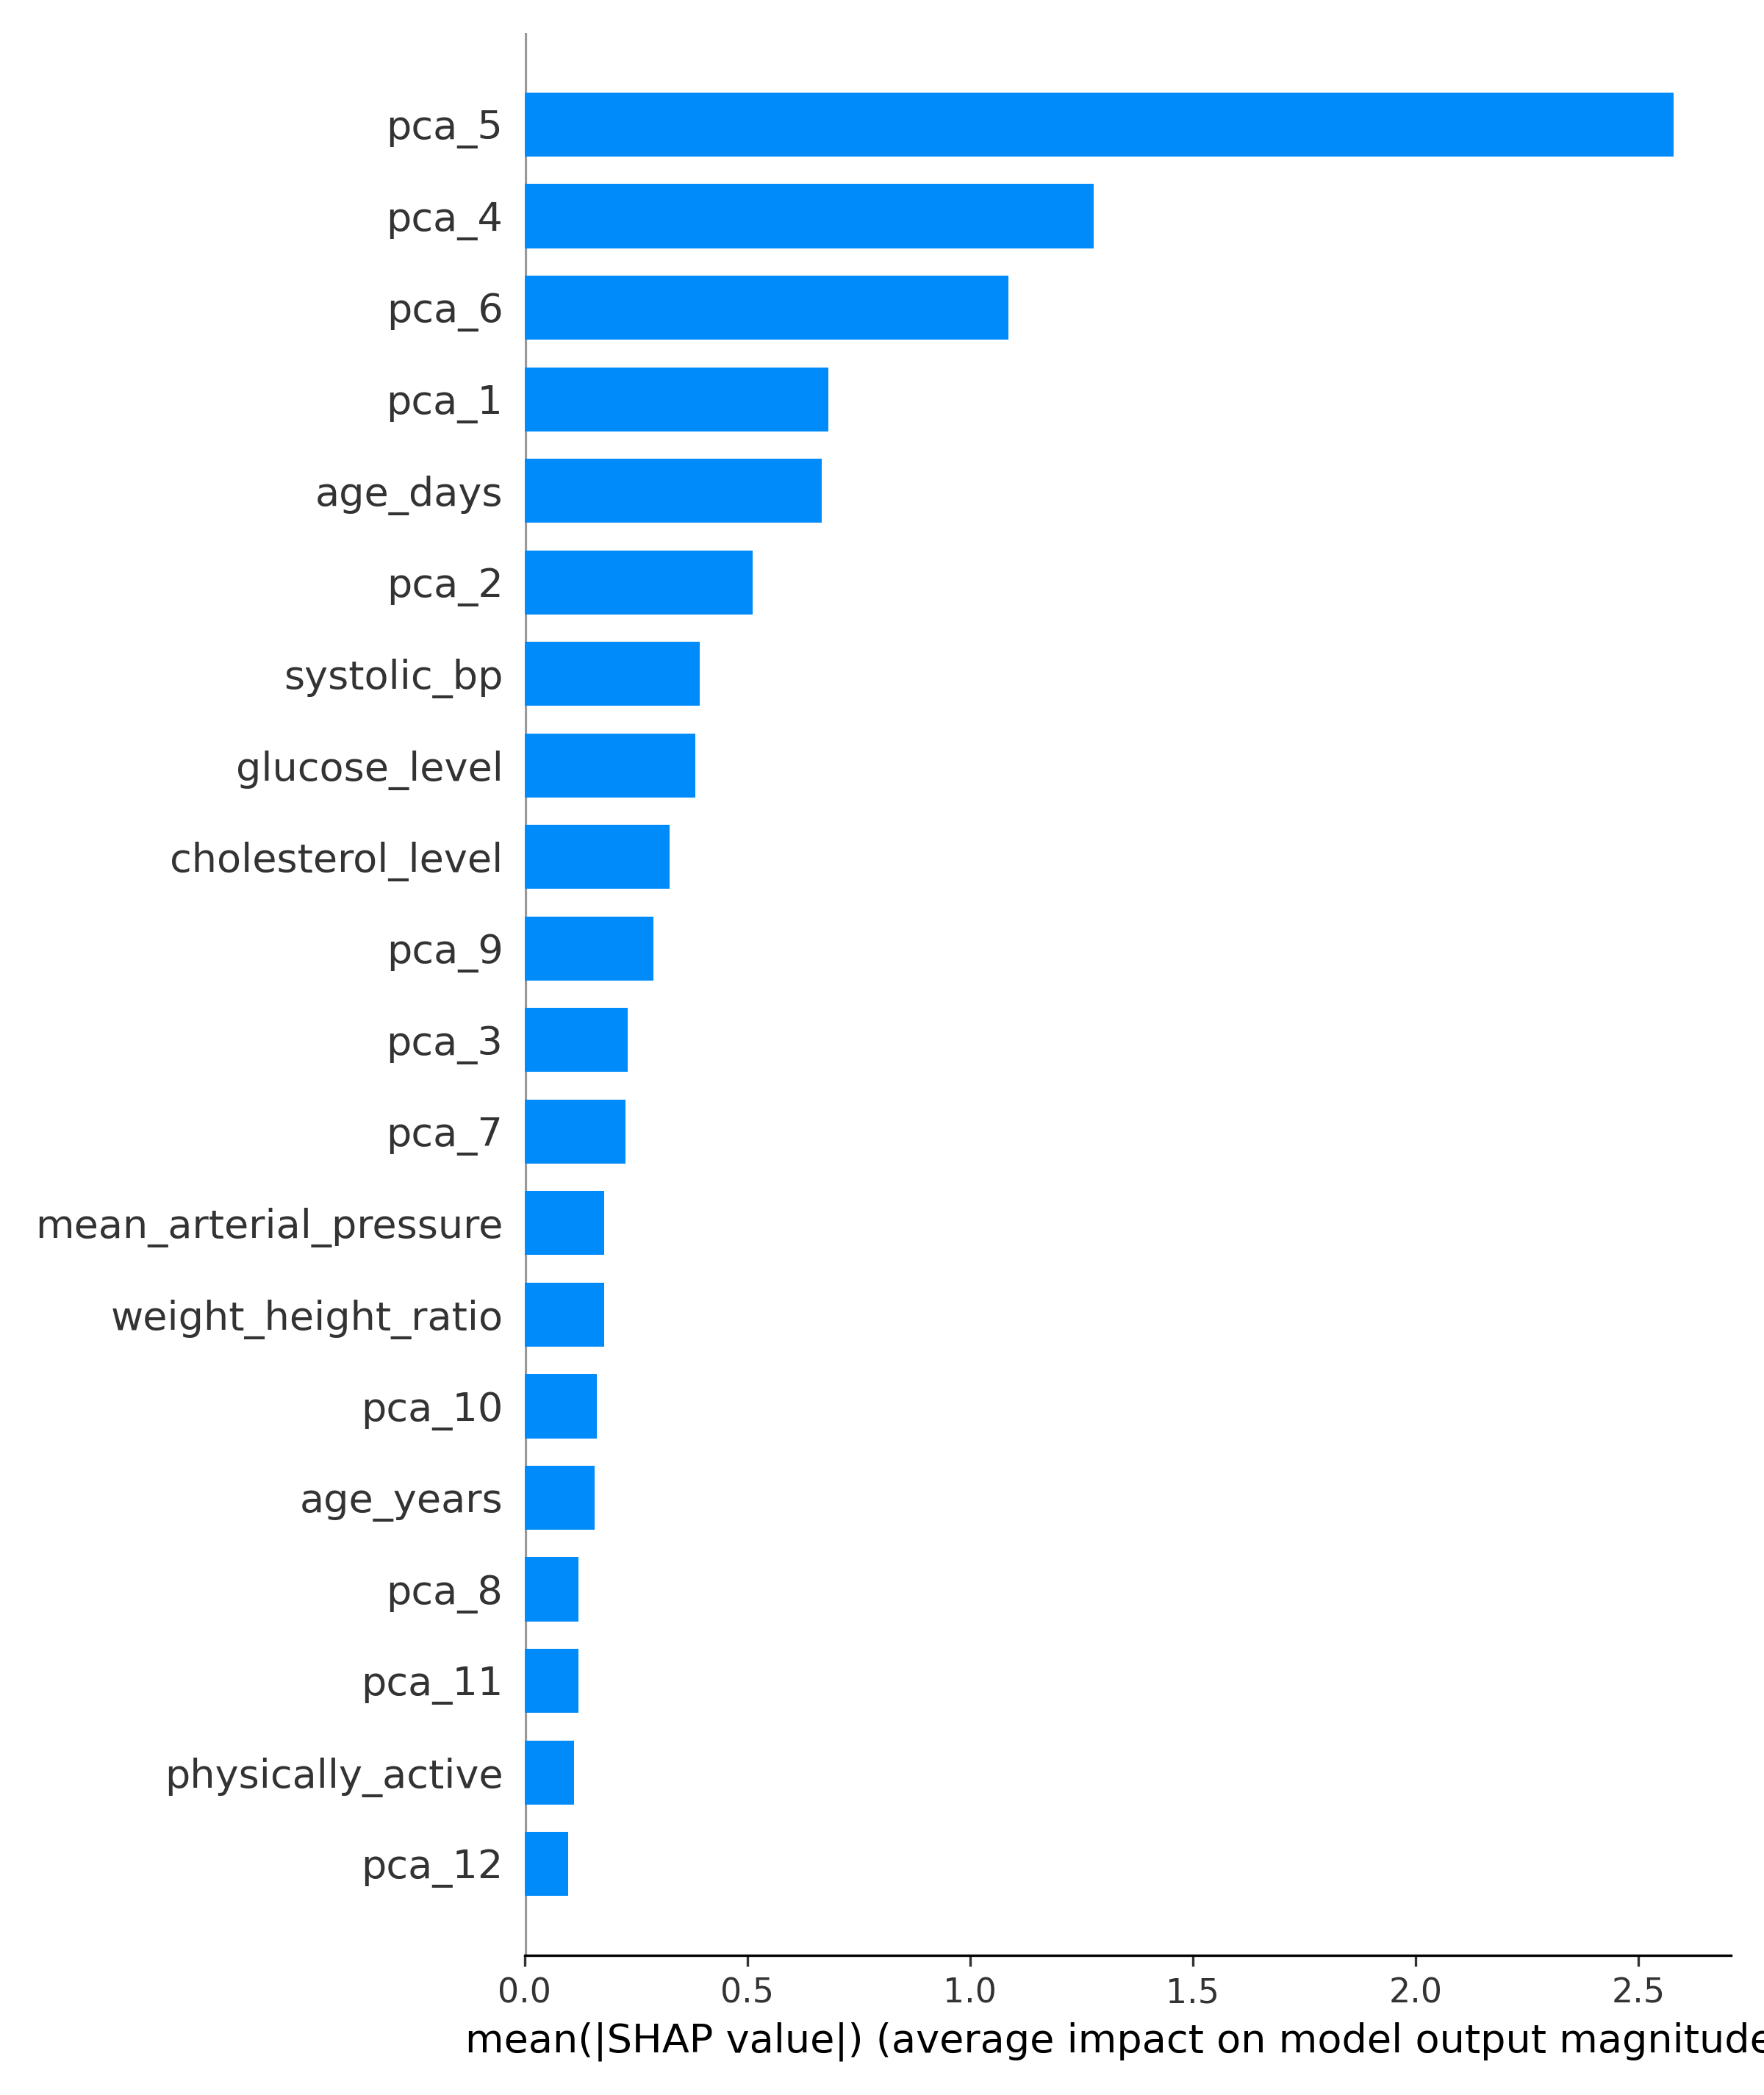 pca_5
pca_4
pca_6
pca_1
age_days
pca_2
systolic_bp
glucose_level
cholesterol_level
pca_9
pca_3
pca_7
mean_arterial_pressure
weight_height_ratio
pca_10
age_years
pca_8
pca_11
physically_active
pca_12
0.0 0.5 1.0 1.5 2.0 2.5
mean(|SHAP value|) (average impact on model output magnitude